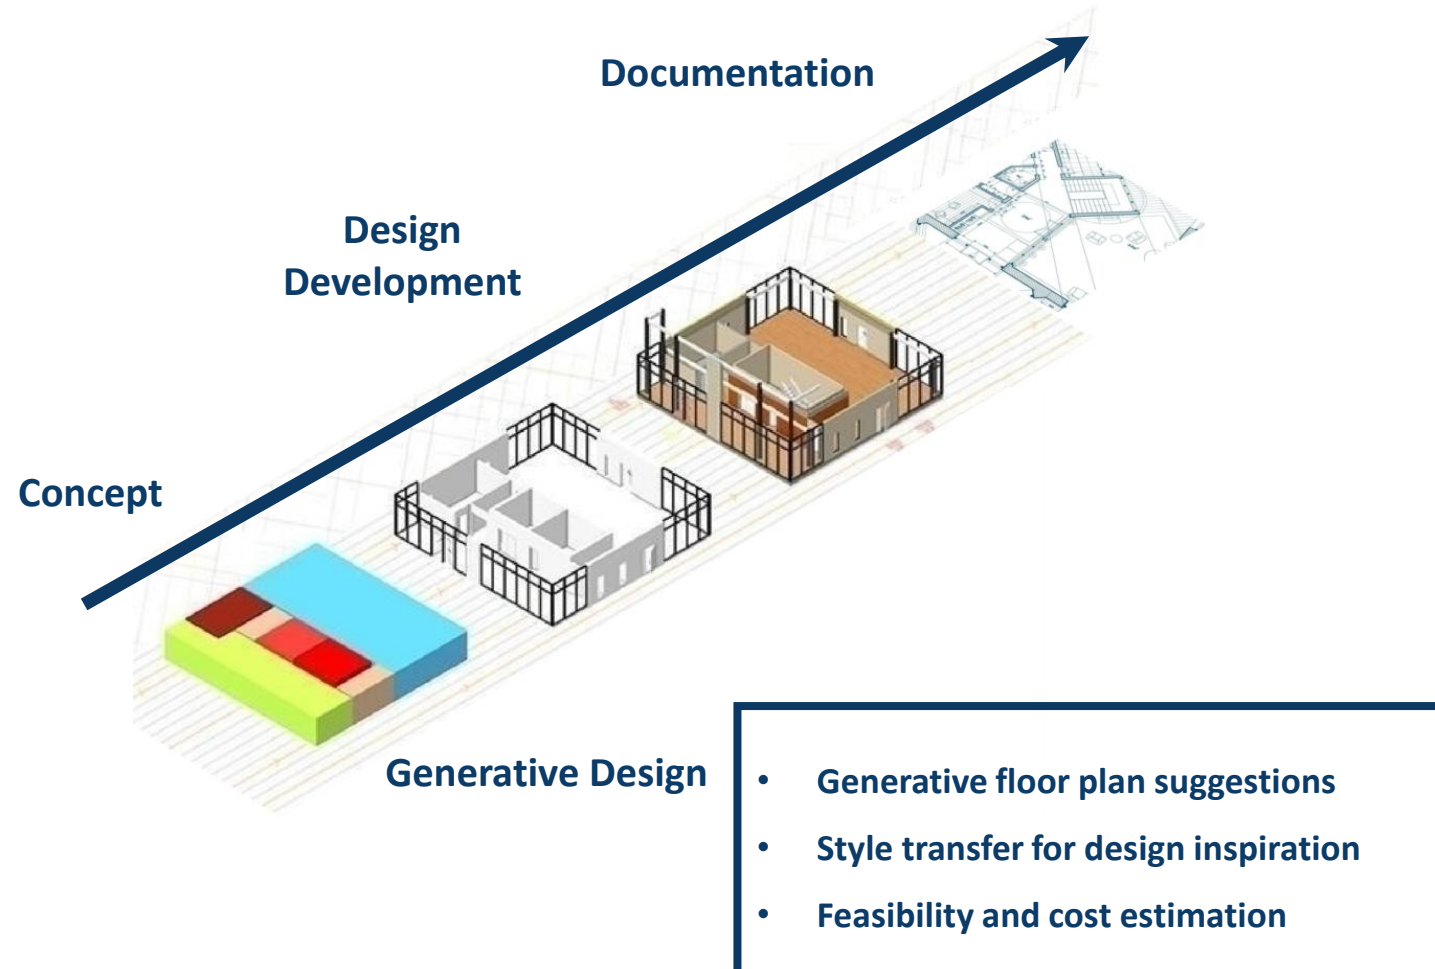 Documentation
Design
Development
Concept
Generative Design
• Generative floor plan suggestions
• Style transfer for design inspiration
• Feasibility and cost estimation